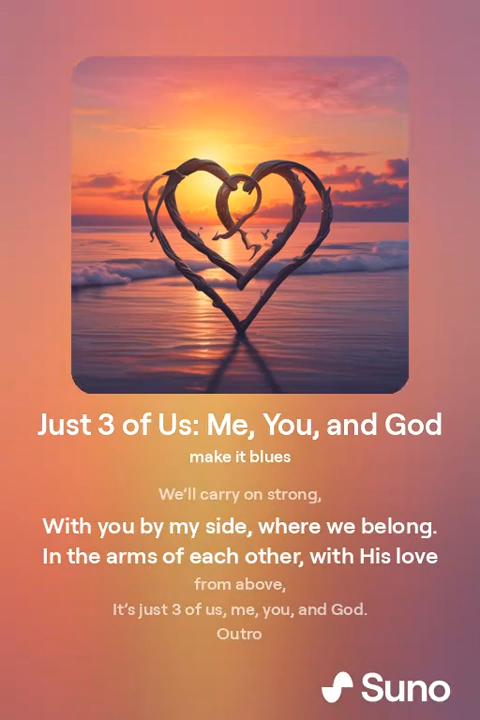 Just 3 of Us: Me, You, and God
make it blues
We'll carry on strong,
With you by my side, where we belong.
In the arms of each other, with His love
from above,
It's just 3 of us, me, you, and God.
Outro
Suno